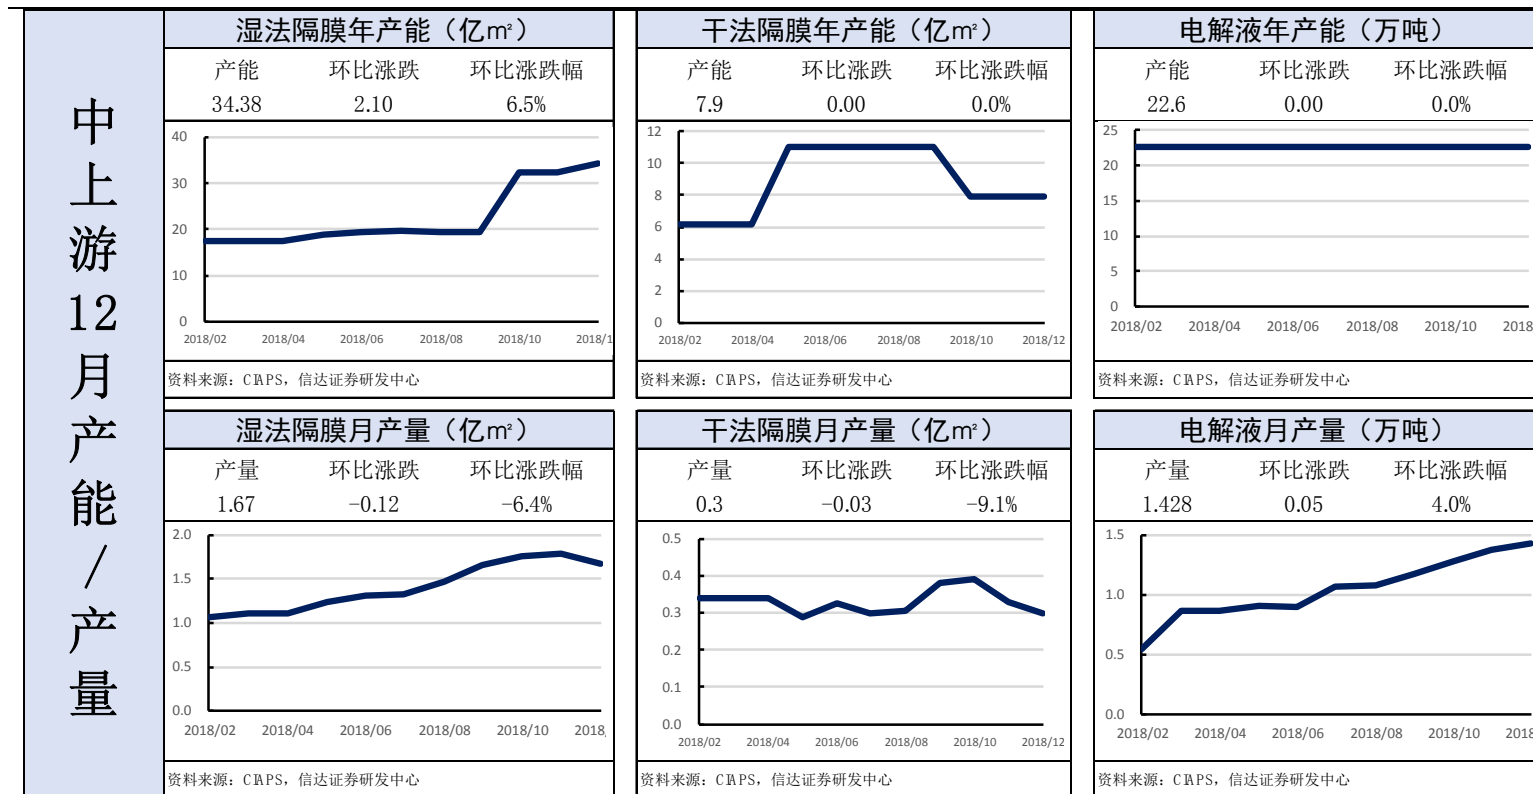 中上游12月产能/产量
湿法隔膜年产能（亿㎡）
产能 环比涨跌 环比涨跌幅
34.38 2.10 6.5%
40
30
20
10
0
2018/02 2018/04 2018/06 2018/08 2018/10 2018/1
资料来源：CIAPS，信达证券研发中心
干法隔膜年产能（亿㎡）
产能 环比涨跌 环比涨跌幅
7.9 0.00 0.0%
12
10
8
6
4
2
0
2018/02 2018/04 2018/06 2018/08 2018/10 2018/12
资料来源：CIAPS，信达证券研发中心
电解液年产能（万吨）
产能 环比涨跌 环比涨跌幅
22.6 0.00 0.0%
25
20
15
10
5
0
2018/02 2018/04 2018/06 2018/08 2018/10 2018
资料来源：CIAPS，信达证券研发中心
湿法隔膜月产量（亿㎡）
产量 环比涨跌 环比涨跌幅
1.67 -0.12 -6.4%
2.0
1.5
1.0
0.5
0.0
2018/02 2018/04 2018/06 2018/08 2018/10 2018/
资料来源：CIAPS，信达证券研发中心
干法隔膜月产量（亿㎡）
产量 环比涨跌 环比涨跌幅
0.3 -0.03 -9.1%
0.5
0.4
0.3
0.2
0.1
0.0
2018/02 2018/04 2018/06 2018/08 2018/10 2018/12
资料来源：CIAPS，信达证券研发中心
电解液月产量（万吨）
产量 环比涨跌 环比涨跌幅
1.428 0.05 4.0%
1.5
1.0
0.5
0.0
2018/02 2018/04 2018/06 2018/08 2018/10 2018
资料来源：CIAPS，信达证券研发中心